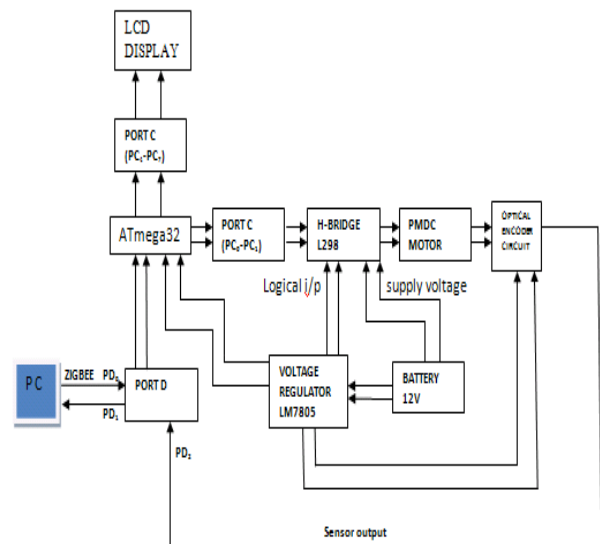 LCD
DISPLAY
PORT C
(PC₁-PC₇)
ATmega32
PORT C
(PC₀-PC₁)
H-BRIDGE
L298
PMDC
MOTOR
OPTICAL
ENCODER
CIRCUIT
Logical i/p
supply voltage
PC
ZIGBEE PD₀
PD₁
PORT D
VOLTAGE
REGULATOR
LM7805
BATTERY
12V
PD₂
Sensor output